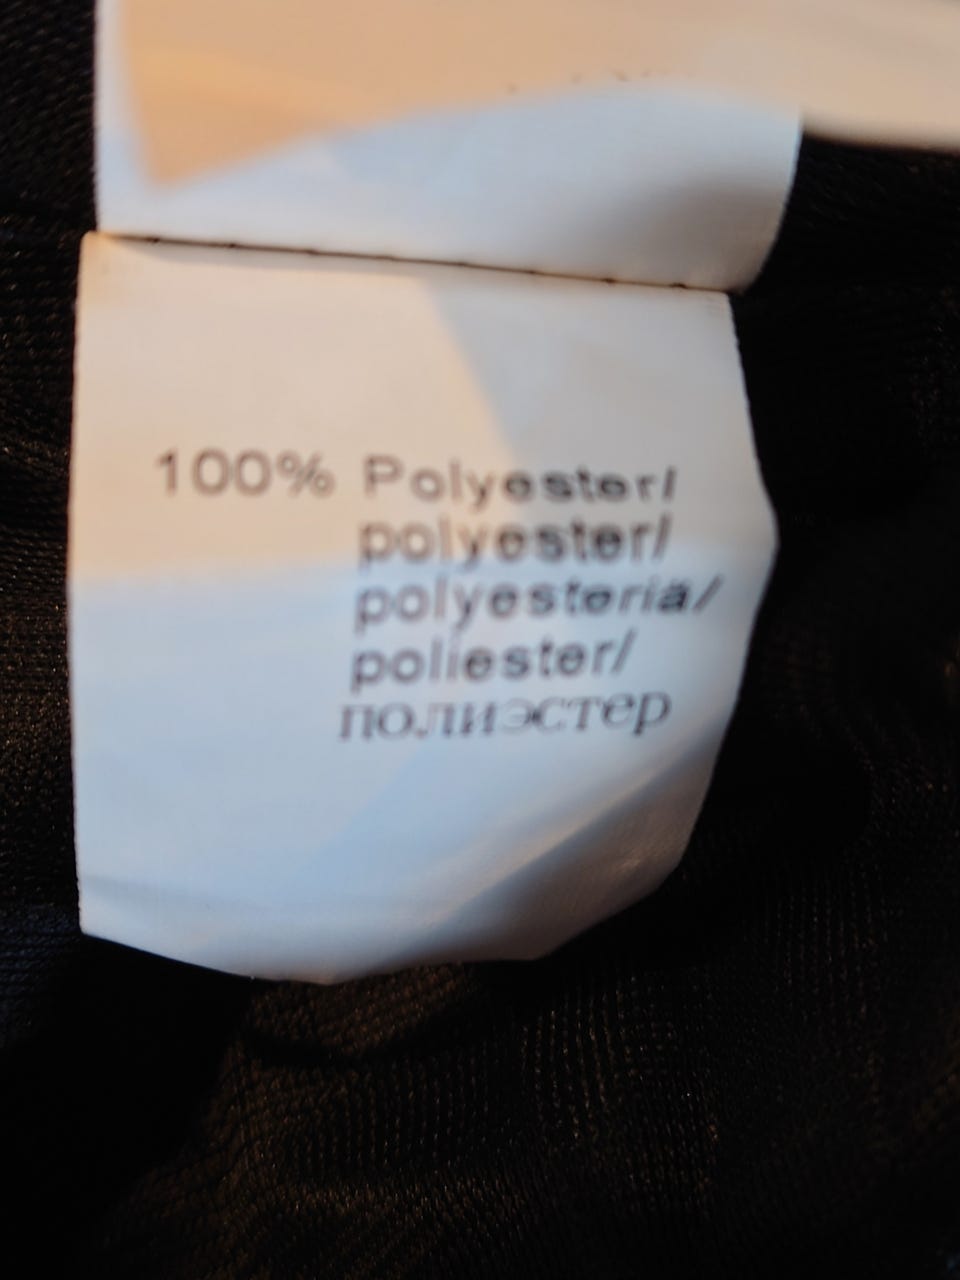 100% Polyester/
polyester/
polyesteria/
poliester/
полиэстер